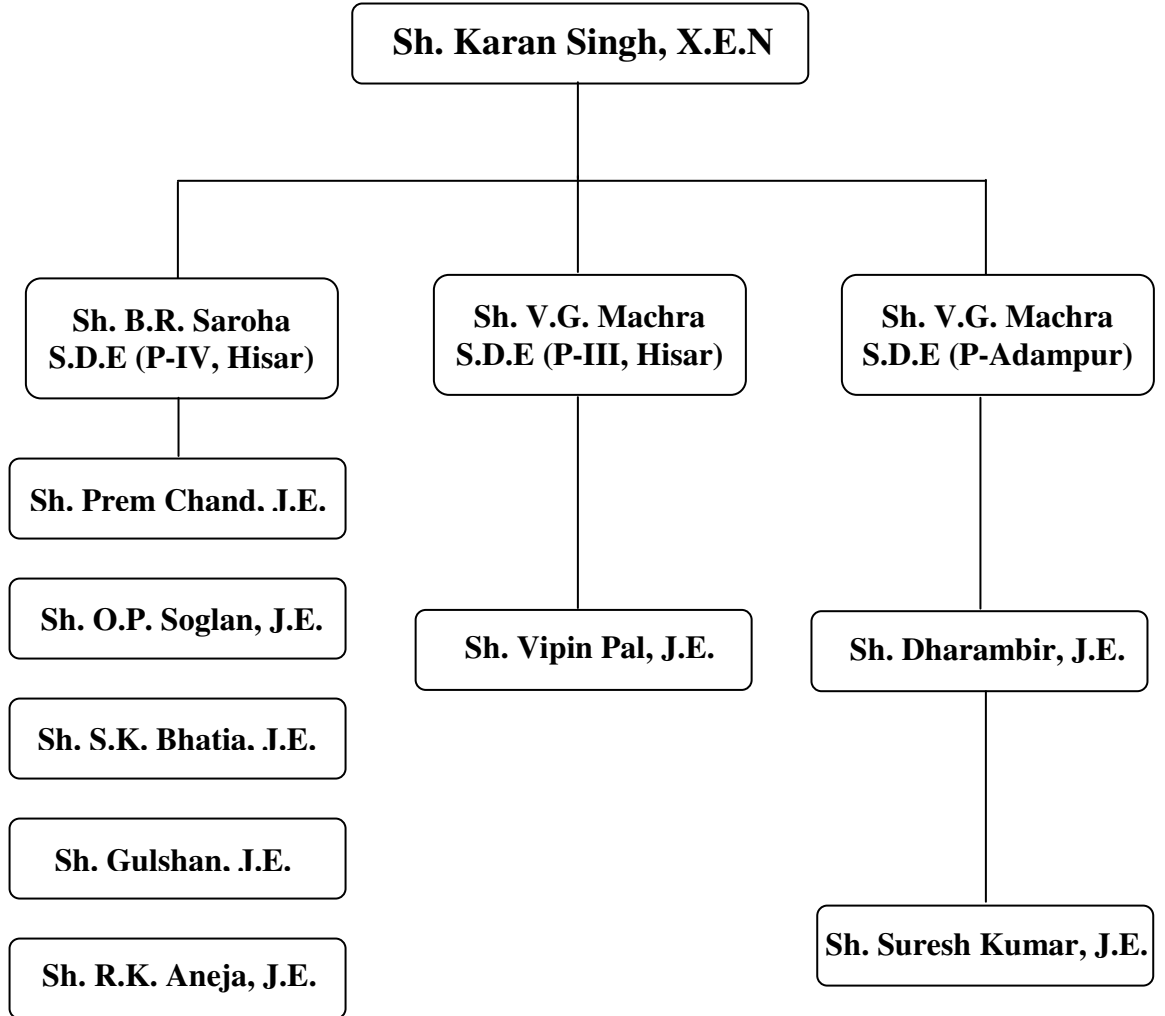 Sh. Karan Singh, X.E.N
Sh. B.R. Saroha
S.D.E (P-IV, Hisar)
Sh. V.G. Machra
S.D.E (P-III, Hisar)
Sh. V.G. Machra
S.D.E (P-Adampur)
Sh. Prem Chand, J.E.
Sh. O.P. Soglan, J.E.
Sh. S.K. Bhatia, J.E.
Sh. Gulshan, J.E.
Sh. R.K. Aneja, J.E.
Sh. Vipin Pal, J.E.
Sh. Dharambir, J.E.
Sh. Suresh Kumar, J.E.